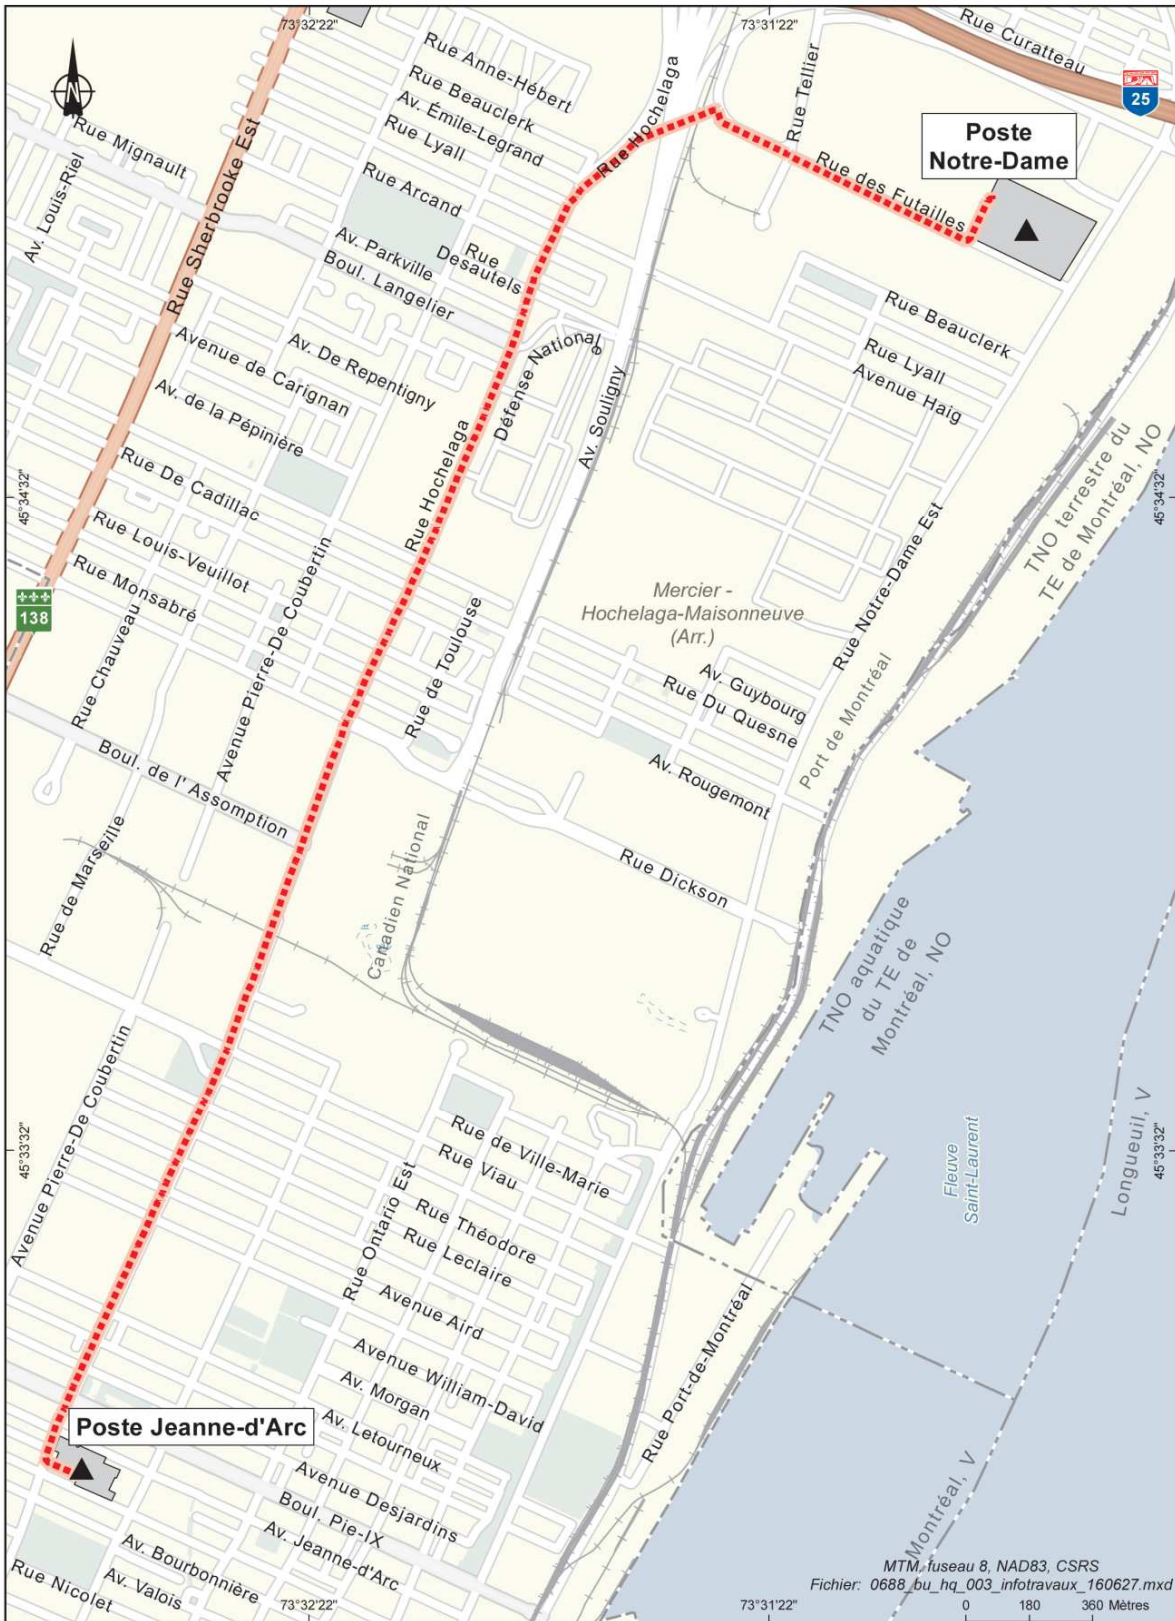 73°32'22"
73°31'22"
Rue Curatteau
Rue Anne-Hébert
Rue Hochelaga
Rue Tellier
25
N
Rue Beauclerk
Av. Émile-Legrand
Rue Lyall
Rue Mignault
Poste
Notre-Dame
Av. Louis-Riel
Rue Sherbrooke Est
Rue Arcand
Rue des Futailles
Av. Parkville
Rue
Desautels
Boul. Langelier
Rue Beauclerk
Avenue de Carignan
Av. De Repentigny
Défense National
Rue Lyall
Avenue Haig
Av. de la Pépinière
Av. Souligny
Rue Hochelaga
Rue De Cadillac
45°34'32"
45°34'32"
TNO terrestre du
TE de Montréal, NO
Rue Louis-Veuillot
Rue Monsabré
138
Avenue Pierre-De Coubertin
Rue Notre-Dame Est
Mercier -
Hochelaga-Maisonneuve
(Arr.)
Rue Chauveau
Rue de Toulouse
Av. Guybourg
Rue Du Quesne
Port de Montréal
Boul. de l' Assomption
Av. Rougemont
Rue de Marseille
Canadien National
Rue Dickson
TNO aquatique
du TE de
Montréal, NO
Avenue Pierre-De Coubertin
45°33'32"
45°33'32"
Rue de Ville-Marie
Rue Viau
Fleuve
Saint-Laurent
Longueuil, V
Rue Ontario Est
Rue Théodore
Rue Leclaire
Avenue Aird
Rue Port-de-Montréal
Avenue William-David
Av. Morgan
Poste Jeanne-d'Arc
Av. Letourneux
Avenue Desjardins
Boul. Pie-IX
Av. Jeanne-d'Arc
Av. Bourbonnière
Av. Valois
Rue Nicolet
Montréal, V
MTM, fuseau 8, NAD83, CSRS
Fichier: 0688_bu_hq_003_infotravaux_160627.mxd
73°32'22"
73°31'22"
0 180 360 Mètres